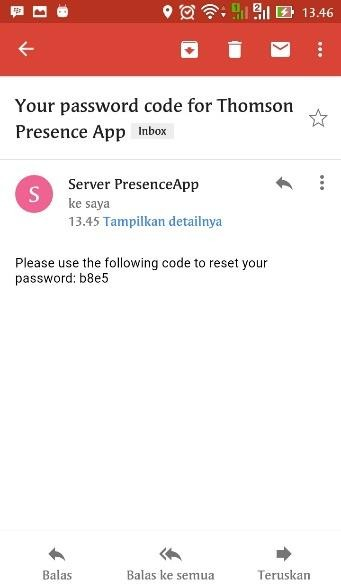 13.46
Your password code for Thomson
Presence App Inbox
S
Server PresenceApp
ke saya
13.45 Tampilkan detailnya
Please use the following code to reset your
password: b8e5
Balas
Balas ke semua
Teruskan